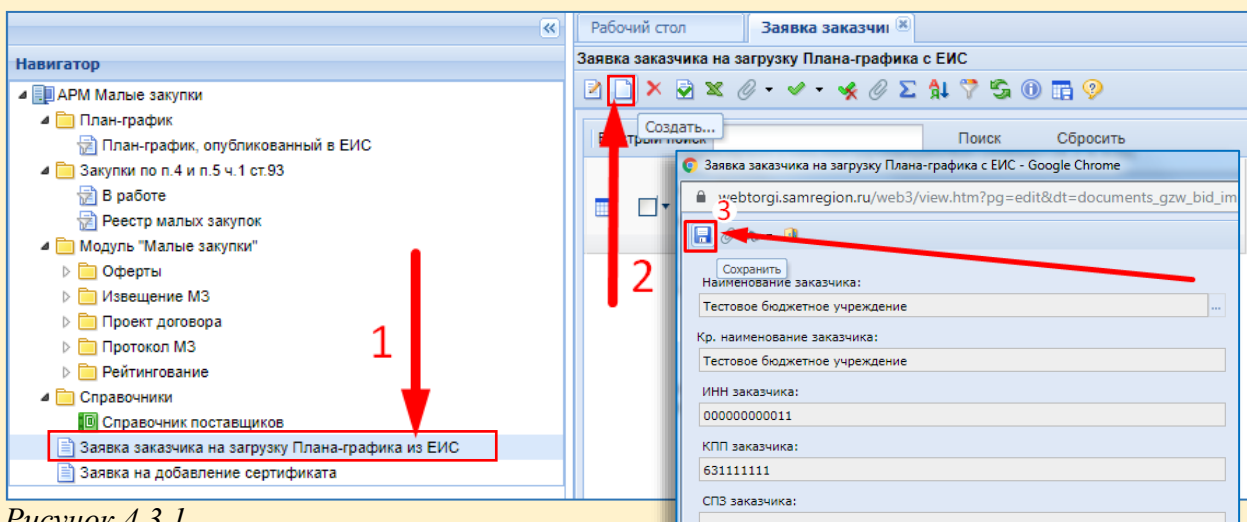 Навигатор
АРМ Малые закупки
План-график
План-график, опубликованный в ЕИС
Закупки по п.4 и п.5 ч.1 ст.93
В работе
Реестр малых закупок
Модуль "Малые закупки"
Оферты
Извещение МЗ
Проект договора
Протокол МЗ
Рейтингование
Справочники
Справочник поставщиков
Заявка заказчика на загрузку Плана-графика из ЕИС
Заявка на добавление сертификата
1
Рабочий стол
Заявка заказчи
Заявка заказчика на загрузку Плана-графика с ЕИС
Создать...
Поиск Сбросить
2
Заявка заказчика на загрузку Плана-графика с ЕИС - Google Chrome
webtorgi.samregion.ru/web3/view.htm?pg=edit&dt=documents_gzw_bid_im
3
Сохранить
Наименование заказчика:
Тестовое бюджетное учреждение
...
Кр. наименование заказчика:
Тестовое бюджетное учреждение
ИНН заказчика:
000000000011
КПП заказчика:
631111111
СПЗ заказчика:
Рисунок 4.3.1